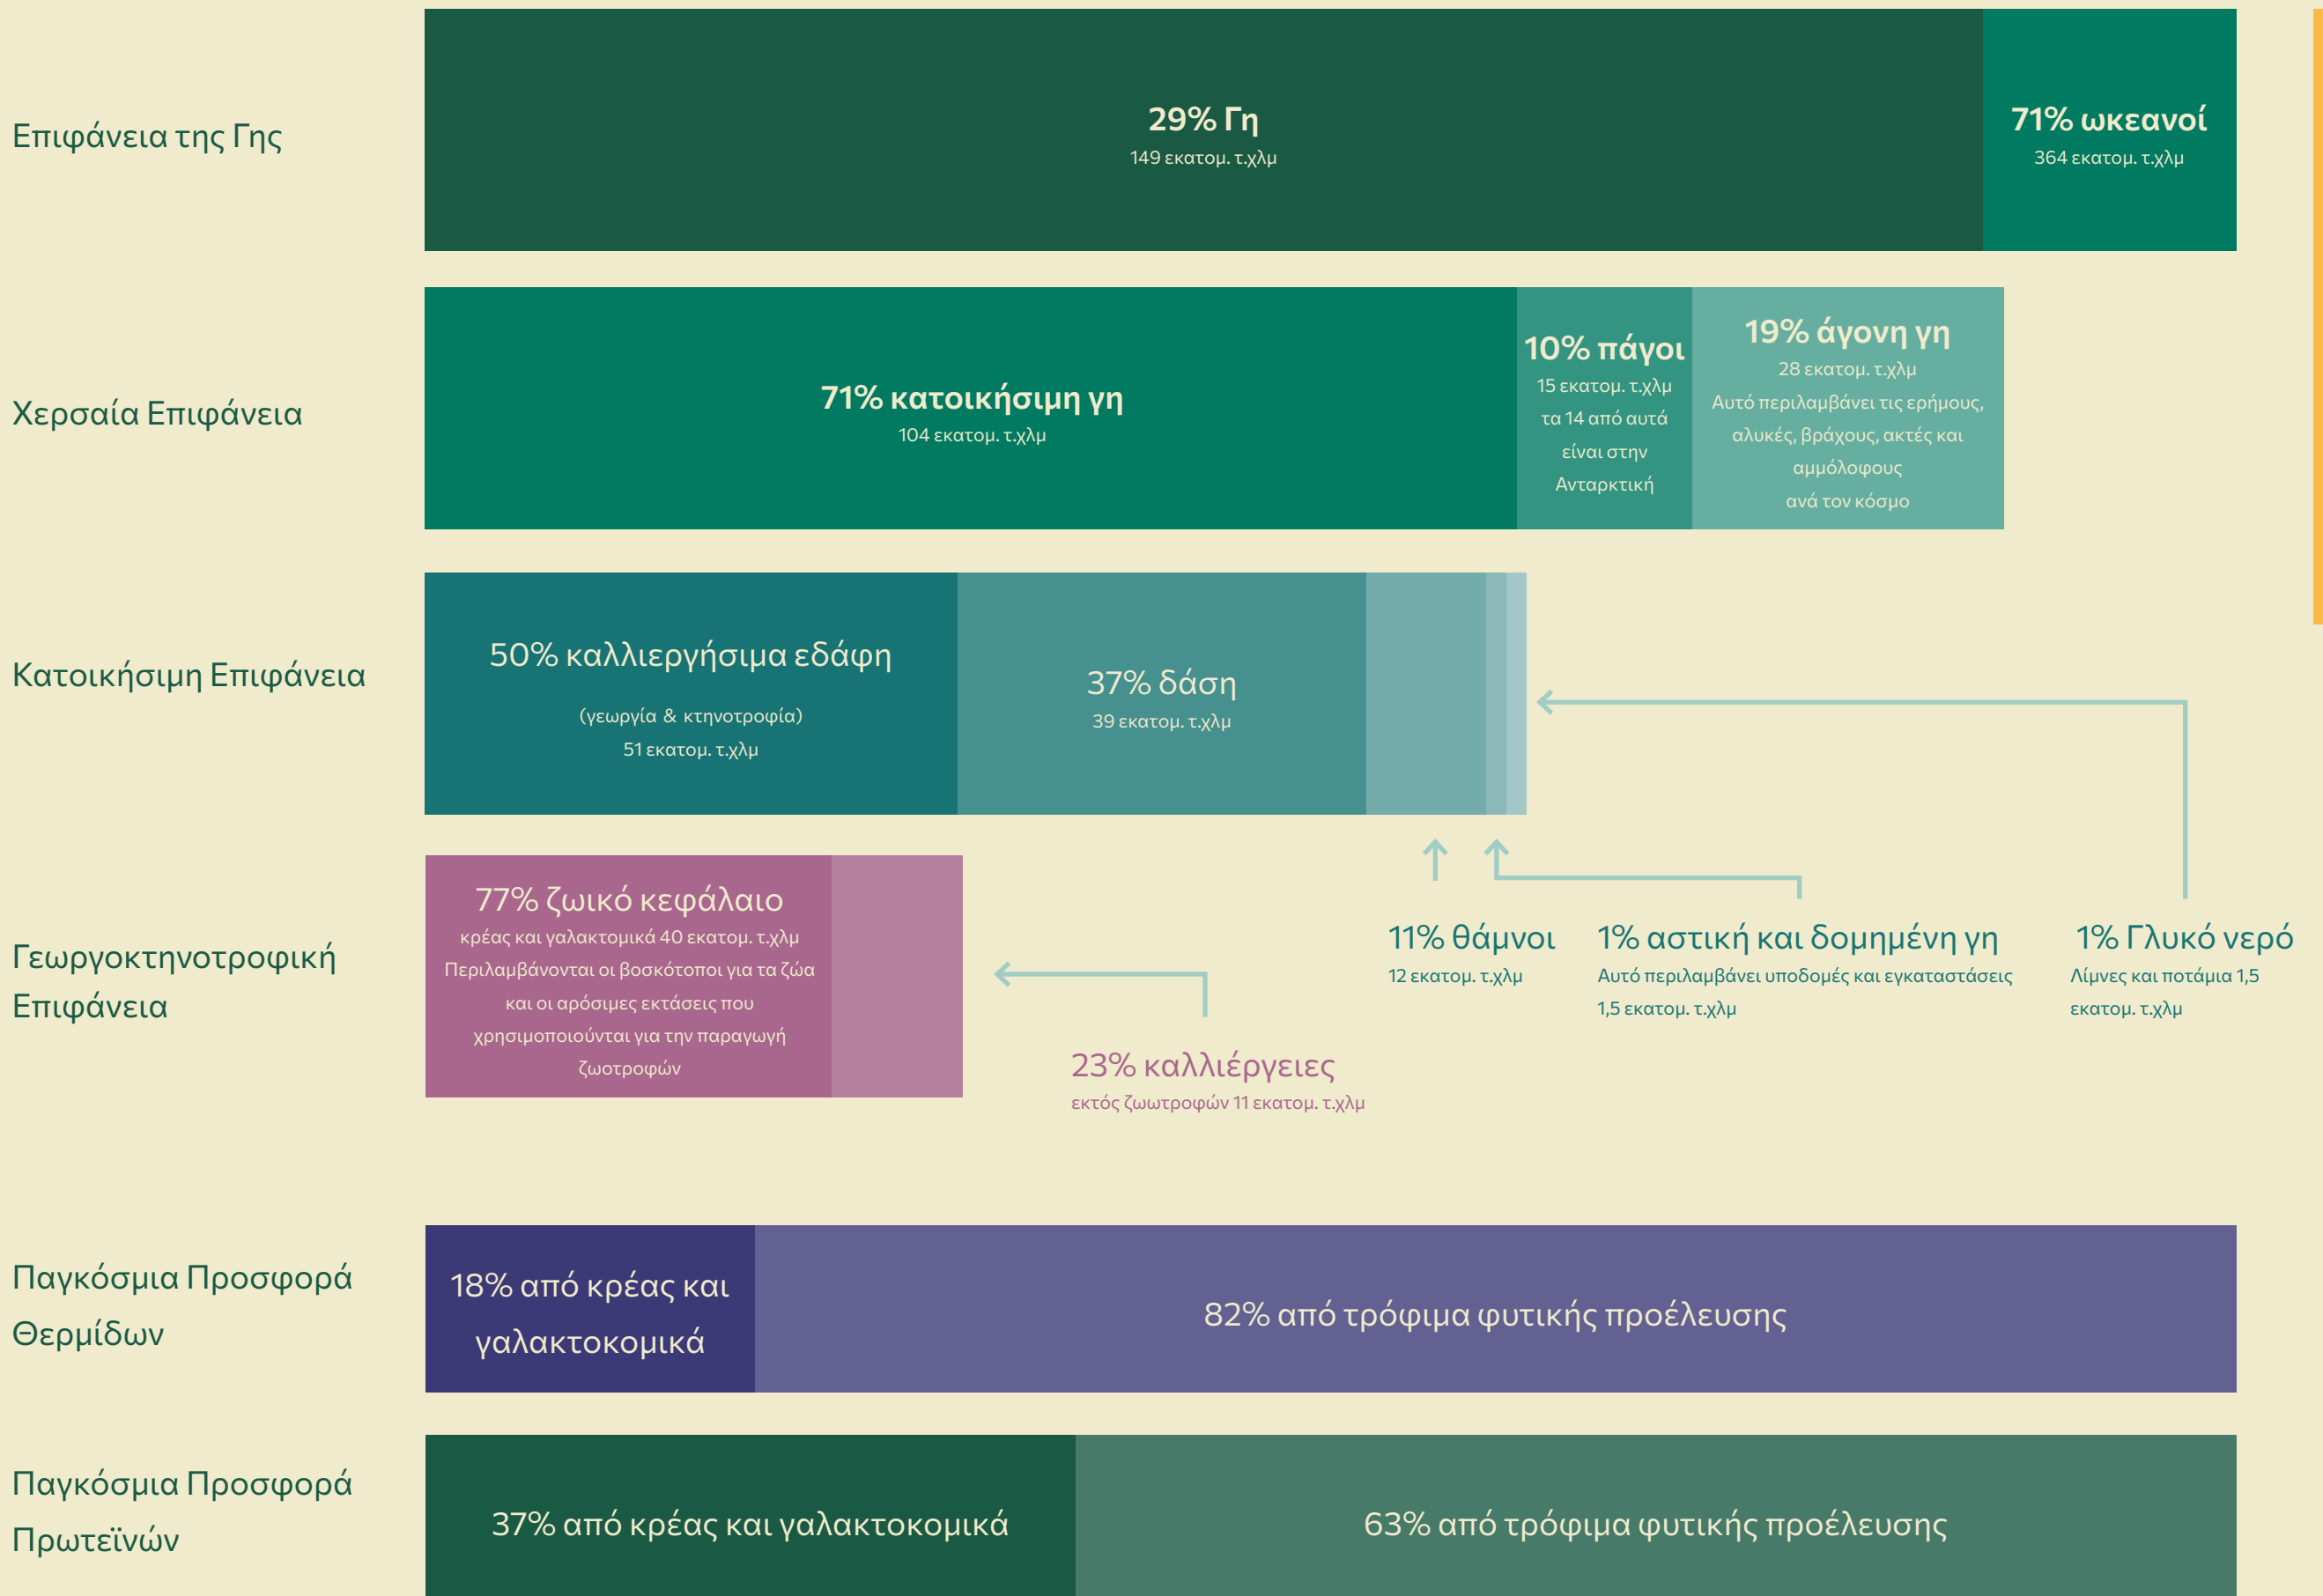 Επιφάνεια της Γης
29% Γη
149 εκατομ. τ.χλμ
71% ωκεανοί
364 εκατομ. τ.χλμ
Χερσαία Επιφάνεια
71% κατοικήσιμη γη
104 εκατομ. τ.χλμ
10% πάγοι
15 εκατομ. τ.χλμ
τα 14 από αυτά
είναι στην
Ανταρκτική
19% άγονη γη
28 εκατομ. τ.χλμ
Αυτό περιλαμβάνει τις ερήμους,
αλυκές, βράχους, ακτές και
αμμόλοφους
ανά τον κόσμο
Κατοικήσιμη Επιφάνεια
50% καλλιεργήσιμα εδάφη
(γεωργία & κτηνοτροφία)
51 εκατομ. τ.χλμ
37% δάση
39 εκατομ. τ.χλμ
11% θάμνοι
12 εκατομ. τ.χλμ
1% αστική και δομημένη γη
Αυτό περιλαμβάνει υποδομές και εγκαταστάσεις
1,5 εκατομ. τ.χλμ
1% Γλυκό νερό
Λίμνες και ποτάμια 1,5
εκατομ. τ.χλμ
Γεωργοκτηνοτροφική
Επιφάνεια
77% ζωικό κεφάλαιο
κρέας και γαλακτομικά 40 εκατομ. τ.χλμ
Περιλαμβάνονται οι βοσκότοποι για τα ζώα
και οι αρόσιμες εκτάσεις που
χρησιμοποιούνται για την παραγωγή
ζωοτροφών
23% καλλιέργειες
εκτός ζωωτροφών 11 εκατομ. τ.χλμ
Παγκόσμια Προσφορά
Θερμίδων
18% από κρέας και
γαλακτοκομικά
82% από τρόφιμα φυτικής προέλευσης
Παγκόσμια Προσφορά
Πρωτεϊνών
37% από κρέας και γαλακτοκομικά
63% από τρόφιμα φυτικής προέλευσης